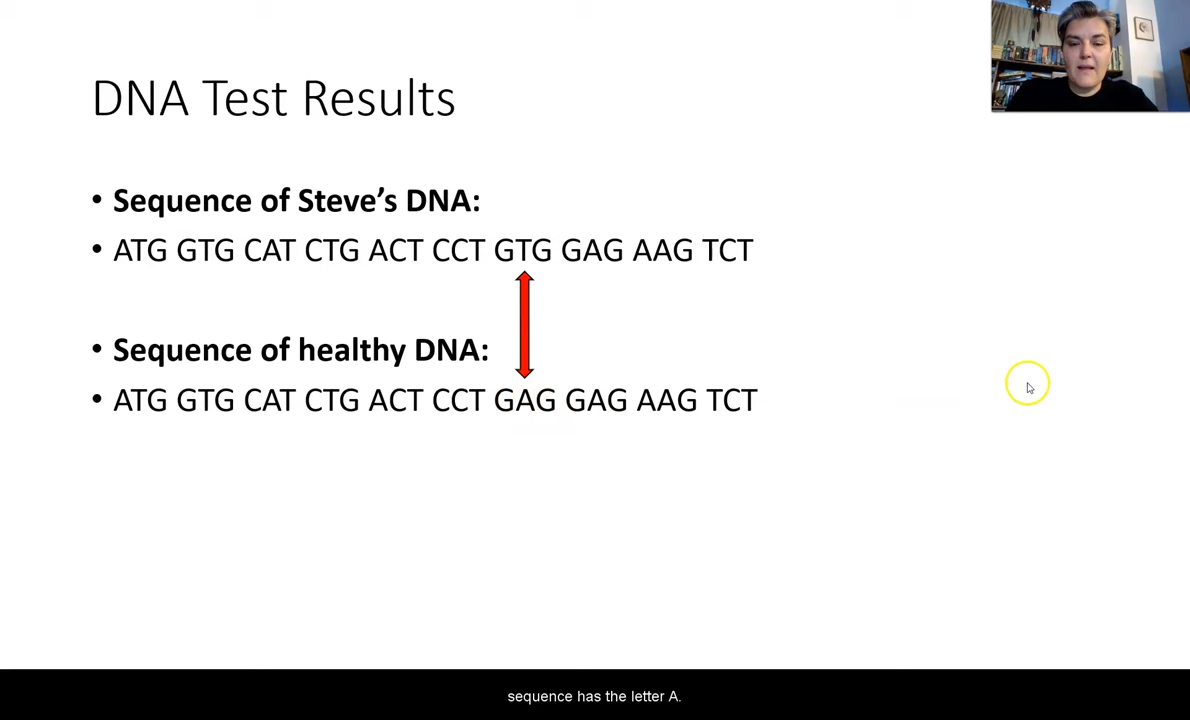 DNA Test Results
• Sequence of Steve's DNA:
• ATG GTG CAT CTG ACT CCT GTG GAG AAG TCT
• Sequence of healthy DNA:
• ATG GTG CAT CTG ACT CCT GAG GAG AAG TCT
sequence has the letter A.